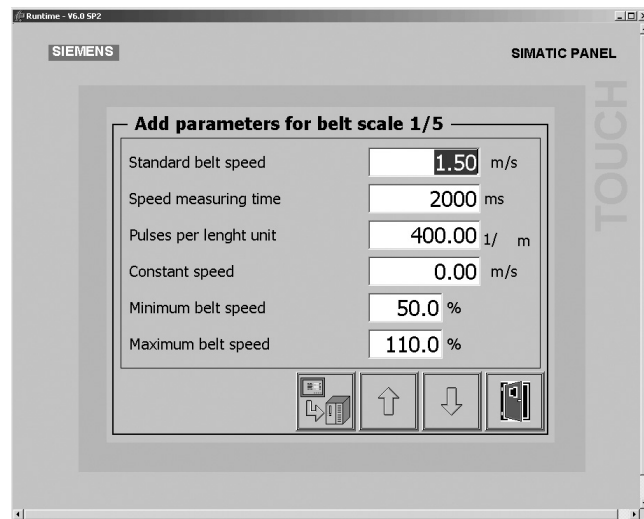 Runtime - V6.0 SP2
SIEMENS
SIMATIC PANEL
TOUCH
Add parameters for belt scale 1/5
Standard belt speed 1.50 m/s
Speed measuring time 2000 ms
Pulses per lenght unit 400.00 1/ m
Constant speed 0.00 m/s
Minimum belt speed 50.0 %
Maximum belt speed 110.0 %